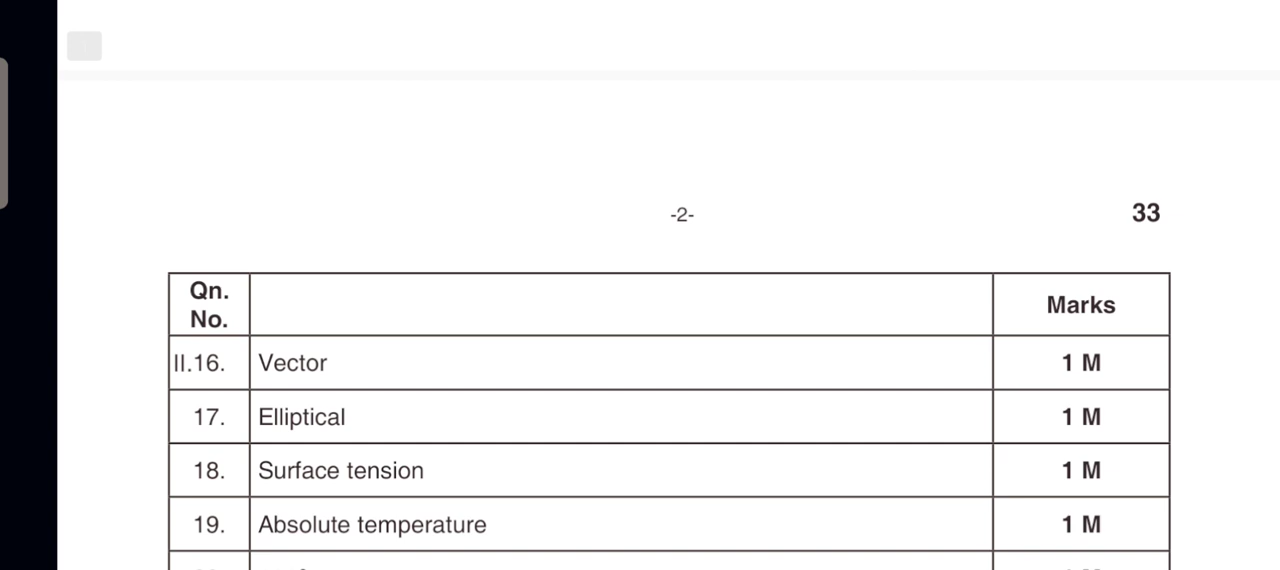 -2-
33
Qn. No.
Marks
II.16. Vector 1 M
17. Elliptical 1 M
18. Surface tension 1 M
19. Absolute temperature 1 M